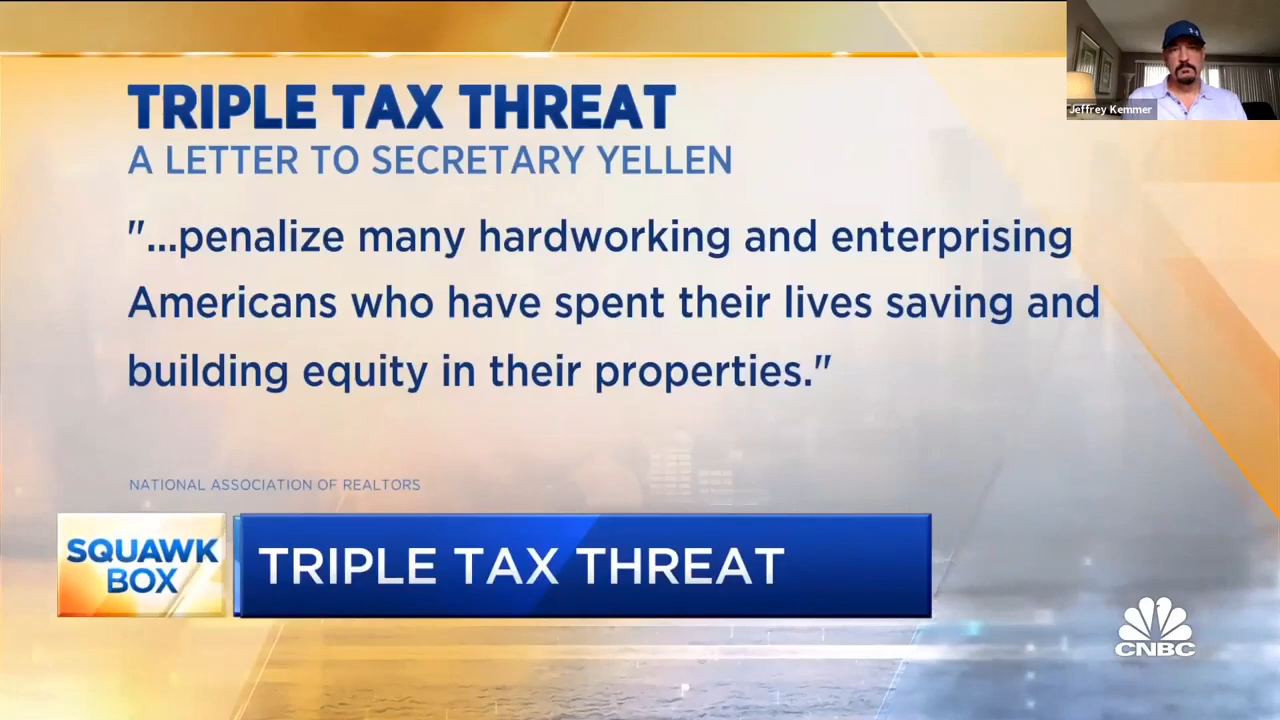 TRIPLE TAX THREAT
A LETTER TO SECRETARY YELLEN
Jeffrey Kemmer
"...penalize many hardworking and enterprising
Americans who have spent their lives saving and
building equity in their properties."
NATIONAL ASSOCIATION OF REALTORS
SQUAWK
BOX
TRIPLE TAX THREAT
CNBC